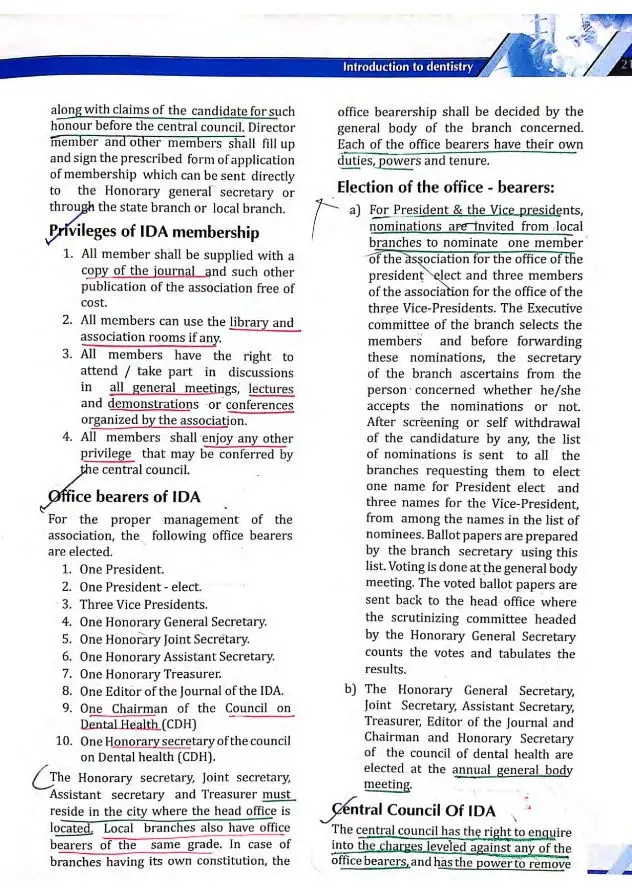 Introduction to dentistry
21
along with claims of the candidate for such
honour before the central council. Director
member and other members shall fill up
and sign the prescribed form of application
of membership which can be sent directly
to the Honorary general secretary or
through the state branch or local branch.
Privileges of IDA membership
1. All member shall be supplied with a
copy of the journal and such other
publication of the association free of
cost.
2. All members can use the library and
association rooms if any.
3. All members have the right to
attend / take part in discussions
in all general meetings, lectures
and demonstrations or conferences
organized by the association.
4. All members shall enjoy any other
privilege that may be conferred by
the central council.
Office bearers of IDA
For the proper management of the
association, the following office bearers
are elected.
1. One President.
2. One President - elect.
3. Three Vice Presidents.
4. One Honorary General Secretary.
5. One Honorary Joint Secretary.
6. One Honorary Assistant Secretary.
7. One Honorary Treasurer.
8. One Editor of the Journal of the IDA.
9. One Chairman of the Council on
Dental Health (CDH)
10. One Honorary secretary of the council
on Dental health (CDH).
The Honorary secretary, Joint secretary,
Assistant secretary and Treasurer must
reside in the city where the head office is
located. Local branches also have office
bearers of the same grade. In case of
branches having its own constitution, the
office bearership shall be decided by the
general body of the branch concerned.
Each of the office bearers have their own
duties, powers and tenure.
Election of the office - bearers:
a) For President & the Vice presidents,
nominations are invited from local
branches to nominate one member
of the association for the office of the
president elect and three members
of the association for the office of the
three Vice-Presidents. The Executive
committee of the branch selects the
members and before forwarding
these nominations, the secretary
of the branch ascertains from the
person concerned whether he/she
accepts the nominations or not.
After screening or self withdrawal
of the candidature by any, the list
of nominations is sent to all the
branches requesting them to elect
one name for President elect and
three names for the Vice-President,
from among the names in the list of
nominees. Ballot papers are prepared
by the branch secretary using this
list. Voting is done at the general body
meeting. The voted ballot papers are
sent back to the head office where
the scrutinizing committee headed
by the Honorary General Secretary
counts the votes and tabulates the
results.
b) The Honorary General Secretary,
Joint Secretary, Assistant Secretary,
Treasurer, Editor of the Journal and
Chairman and Honorary Secretary
of the council of dental health are
elected at the annual general body
meeting.
Central Council Of IDA
The central council has the right to enquire
into the charges leveled against any of the
office bearers, and has the power to remove